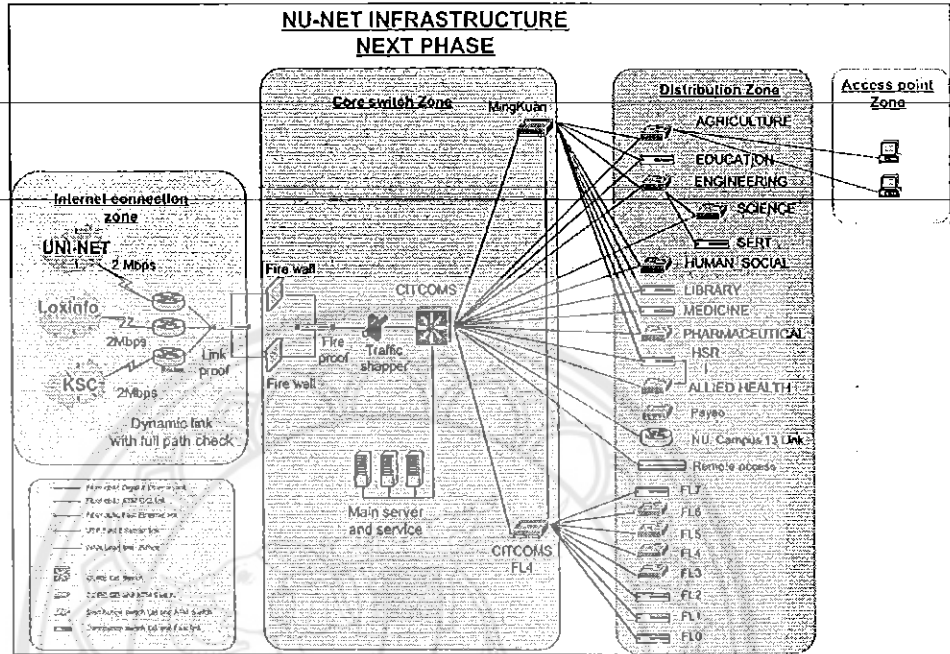 NU-NET INFRASTRUCTURE
NEXT PHASE
Internet connection
zone
UNI-NET
2 Mbps
Loxinfo
2Mbps
KSC
2Mbps
Link
proof
Dynamic link
With full path check
Core switch Zone
MingKuan
Fire wall
Fire wall
CITCOMS
Fire
proof
Traffic
shapper
Main server
and service
CITCOMS
FL4
Distribution Zone
AGRICULTURE
EDUCATION
ENGINEERING
SCIENCE
SERT
HUMAN SOCIAL
LIBRARY
MEDICINE
PHARMACEUTICAL
HSR
ALLIED HEALTH
Payao
NU. Campus 13 Link
Remote access
FL7
FL6
FL5
FL4
FL3
FL2
FL1
FL0
Access point
Zone